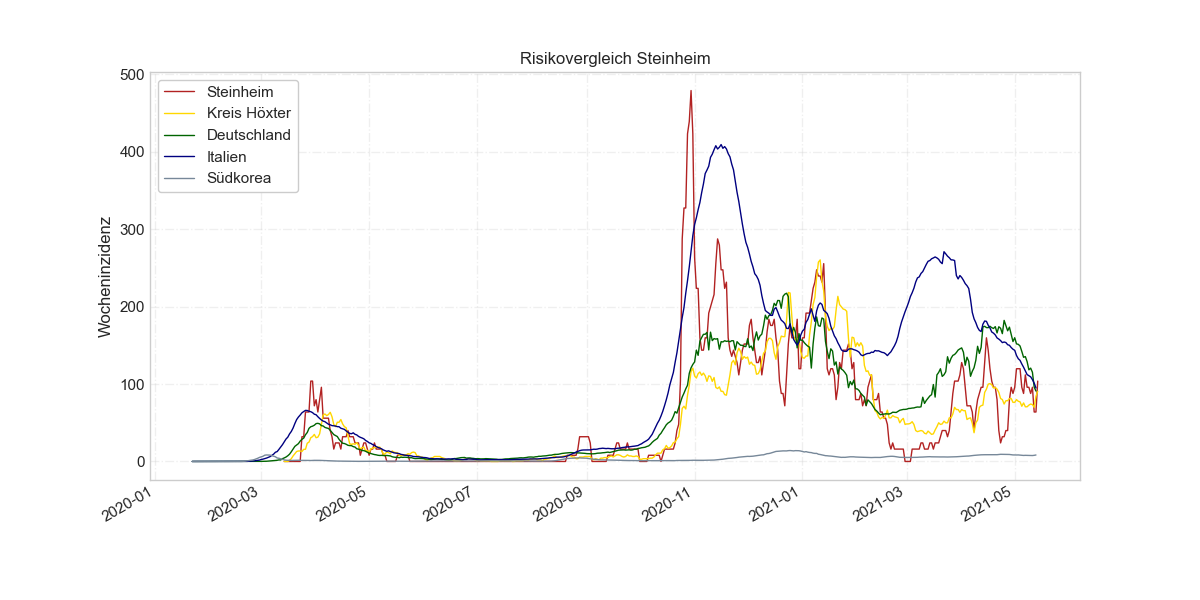 Risikovergleich Steinheim
Wocheninzidenz
500
400
300
200
100
0
Steinheim
Kreis Höxter
Deutschland
Italien
Südkorea
2020-01
2020-03
2020-05
2020-07
2020-09
2020-11
2021-01
2021-03
2021-05